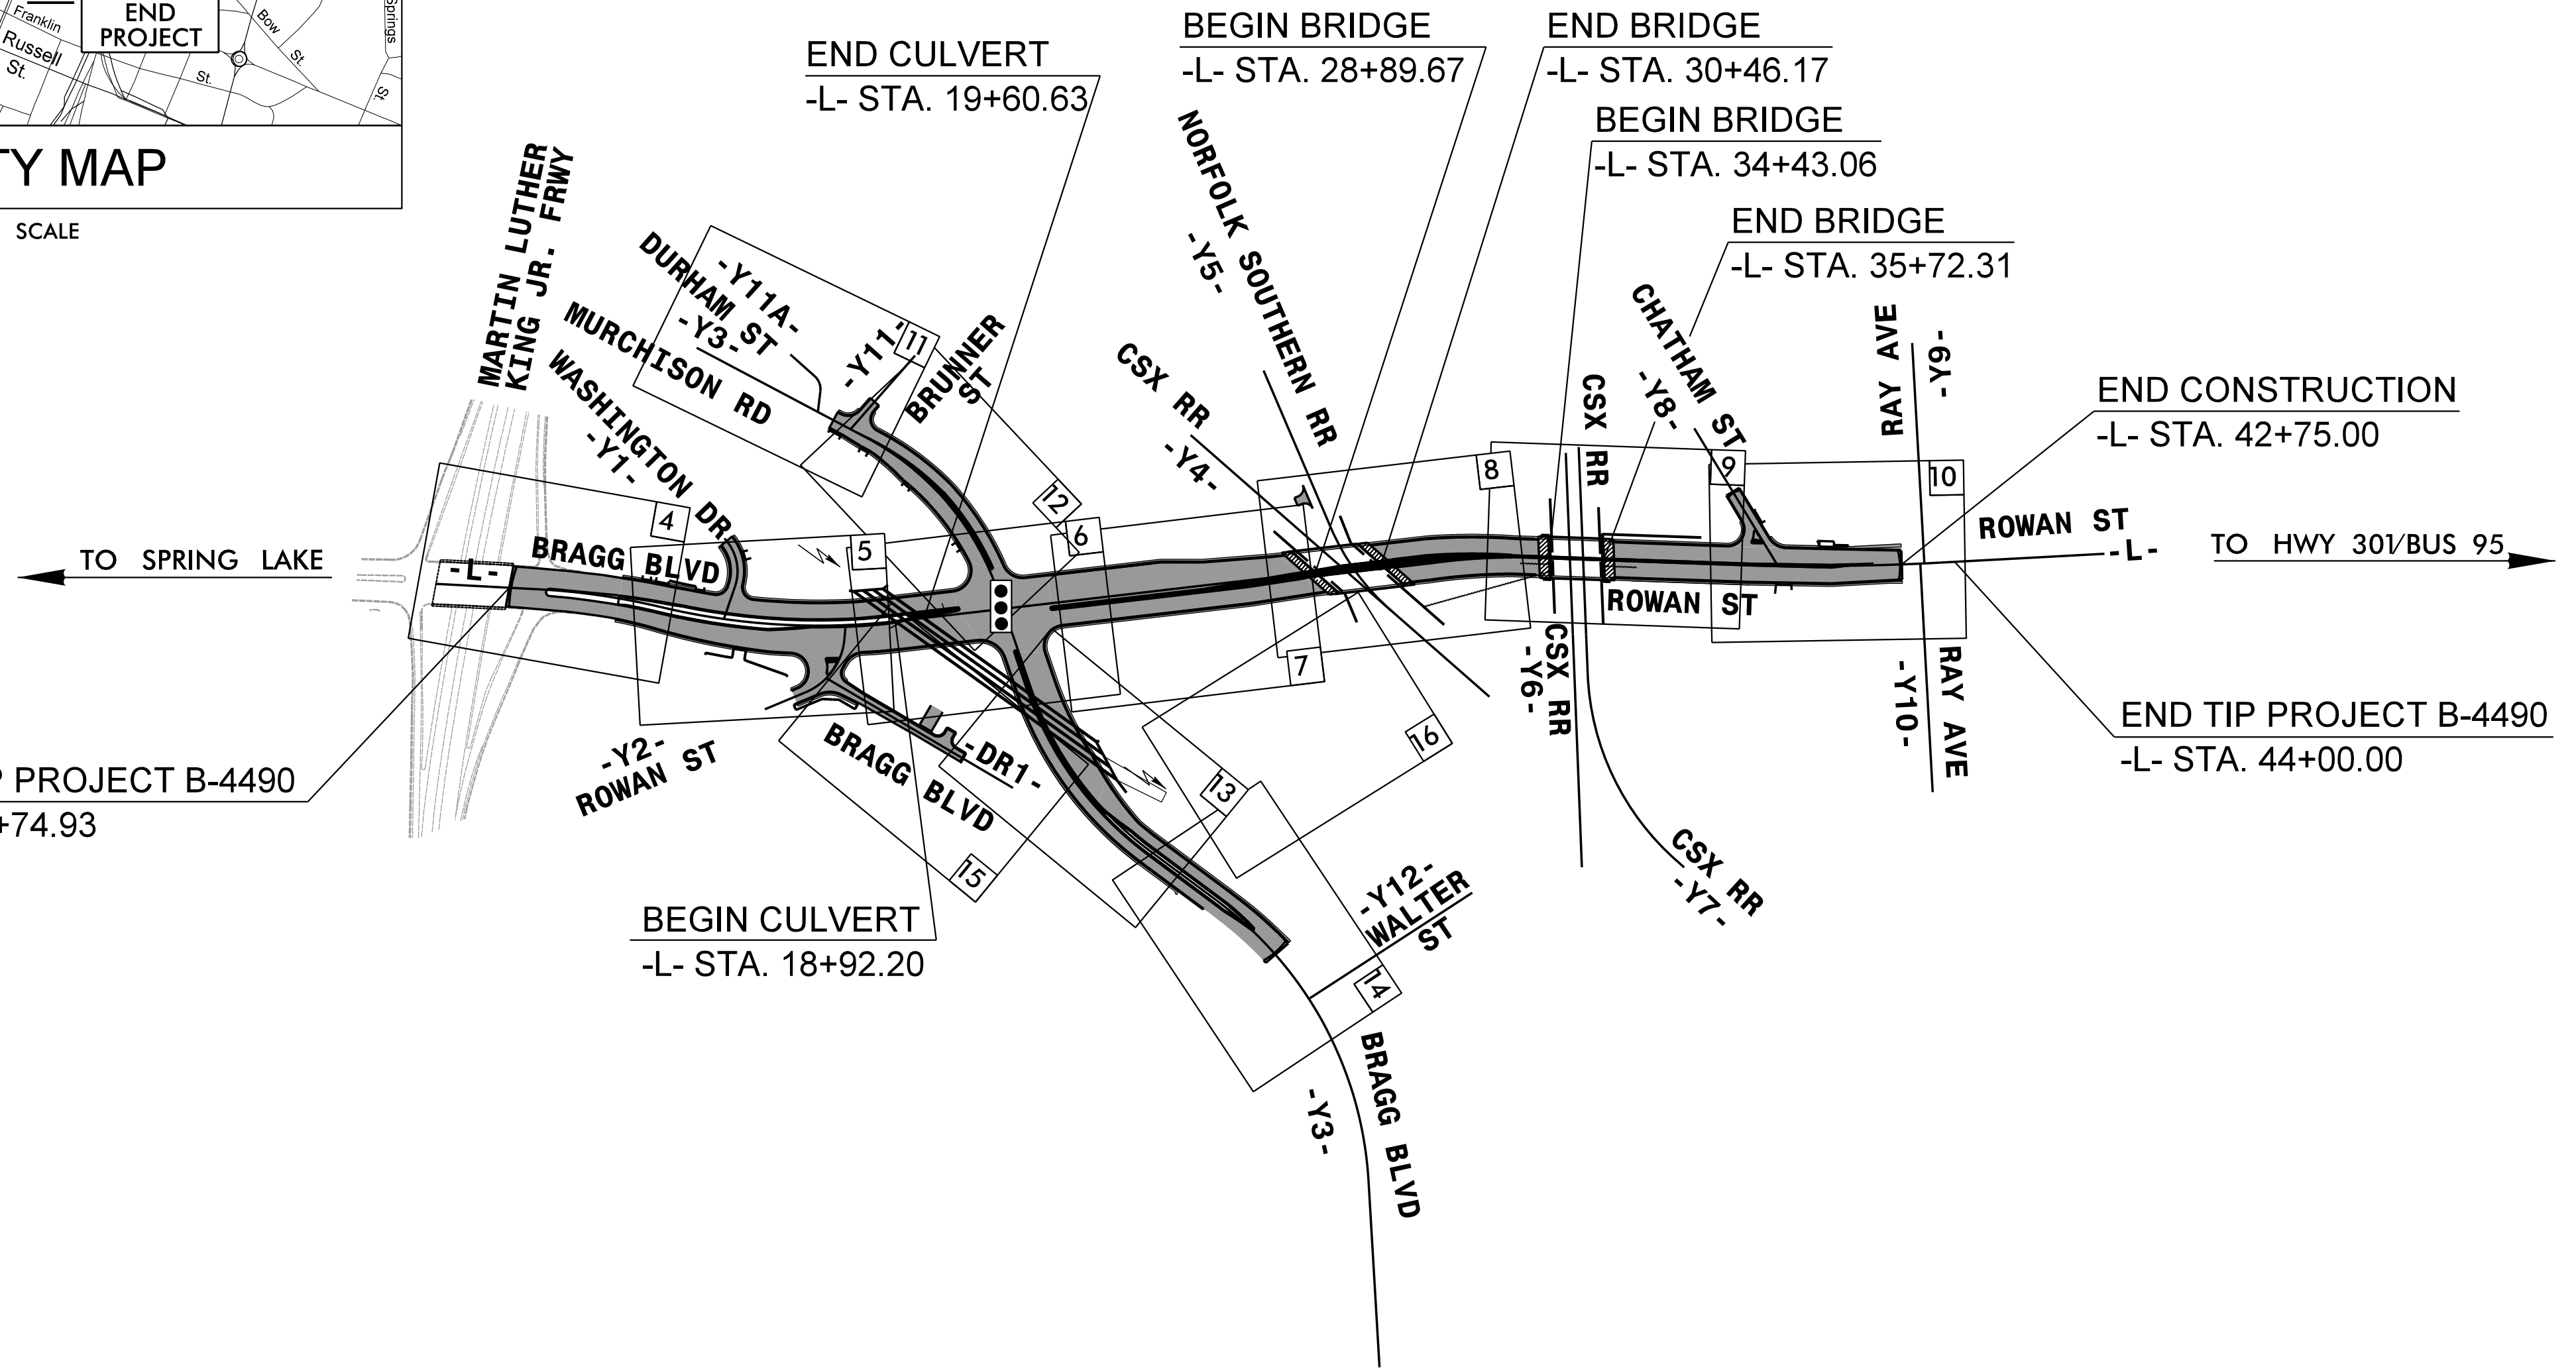 Franklin
Russell
St.
END
PROJECT
Bow
St.
St.
Springs
St.
TY MAP
SCALE
END CULVERT
-L- STA. 19+60.63
BEGIN BRIDGE
-L- STA. 28+89.67
END BRIDGE
-L- STA. 30+46.17
BEGIN BRIDGE
-L- STA. 34+43.06
END BRIDGE
-L- STA. 35+72.31
MARTIN LUTHER
KING JR. FRWY
DURHAM ST
-Y11A-
-Y3-
MURCHISON RD
-Y11-
11
BRUNNER
ST
WASHINGTON DR
-Y1-
NORFOLK SOUTHERN RR
-Y5-
CSX RR
-Y4-
CSX RR
CHATHAM ST
-Y8-
RAY AVE
-Y9-
END CONSTRUCTION
-L- STA. 42+75.00
4
5
12
6
8
9
10
TO SPRING LAKE
-L-
BRAGG BLVD
ROWAN ST
-L-
TO HWY 301/BUS 95
ROWAN ST
7
CSX RR
-Y6-
-Y10-
RAY AVE
END TIP PROJECT B-4490
-L- STA. 44+00.00
P PROJECT B-4490
+74.93
-Y2-
ROWAN ST
BRAGG BLVD
-DR1-
16
13
15
CSX RR
-Y7-
BEGIN CULVERT
-L- STA. 18+92.20
-Y12-
WALTER
ST
14
-Y3-
BRAGG BLVD